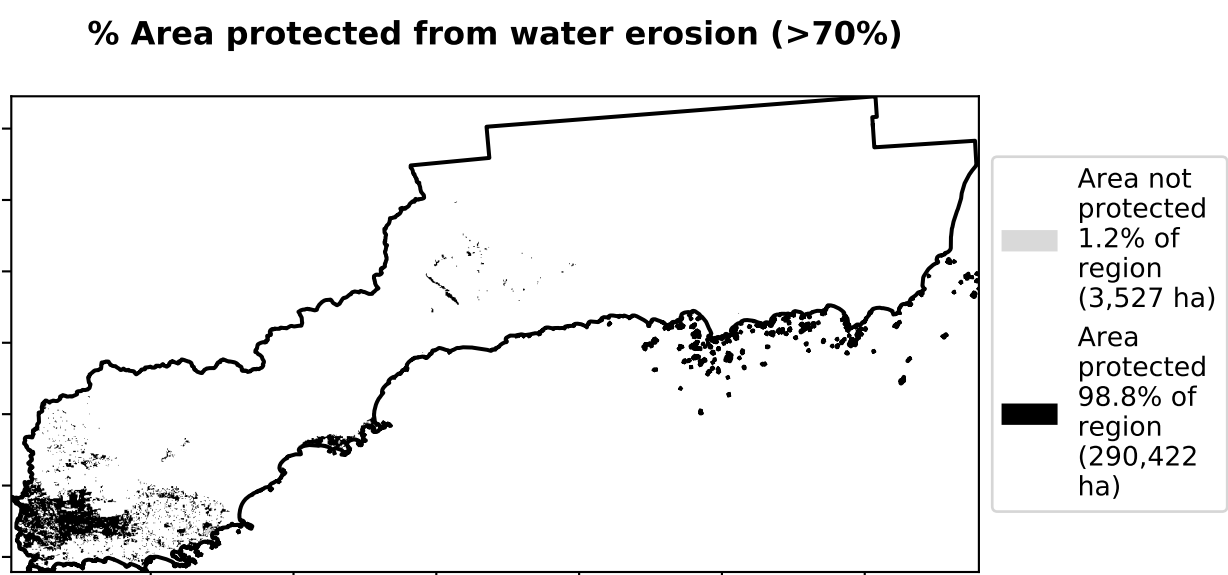 % Area protected from water erosion (>70%)
Area not
protected
1.2% of
region
(3,527 ha)
Area
protected
98.8% of
region
(290,422
ha)